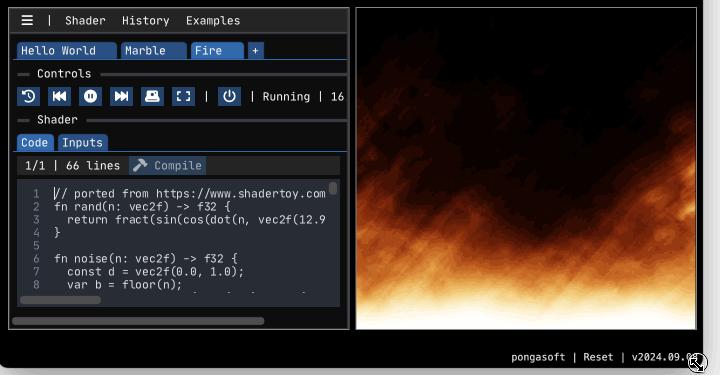 | Shader History Examples
Hello World Marble Fire +
Controls
| | Running | 16
Shader
Code Inputs
1/1 | 66 lines Compile
1 // ported from https://www.shadertoy.com
2 fn rand(n: vec2f) -> f32 {
3 return fract(sin(cos(dot(n, vec2f(12.9
4 }
5
6 fn noise(n: vec2f) -> f32 {
7 const d = vec2f(0.0, 1.0);
8 var b = floor(n);
pongasoft | Reset | v2024.09.